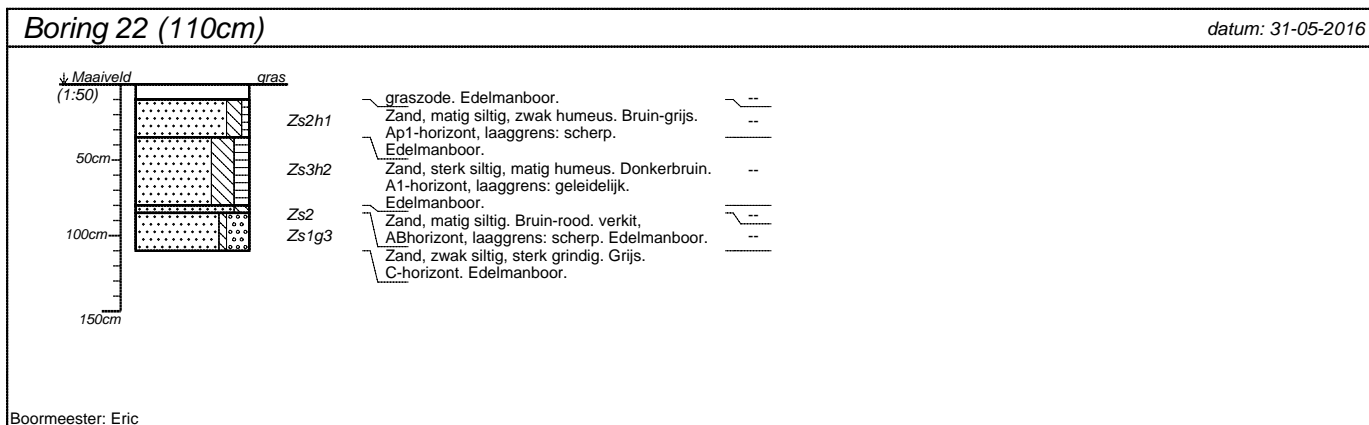 Boring 22 (110cm)
datum: 31-05-2016
Maaiveld
gras
(1:50)
graszode. Edelmanboor.
--
Zs2h1
Zand, matig siltig, zwak humeus. Bruin-grijs.
--
Ap1-horizont, laaggrens: scherp.
Edelmanboor.
50cm
Zs3h2
Zand, sterk siltig, matig humeus. Donkerbruin.
--
A1-horizont, laaggrens: geleidelijk.
Edelmanboor.
Zs2
Zand, matig siltig. Bruin-rood. verkit,
--
100cm
Zs1g3
ABhorizont, laaggrens: scherp. Edelmanboor.
--
Zand, zwak siltig, sterk grindig. Grijs.
C-horizont. Edelmanboor.
150cm
Boormeester: Eric